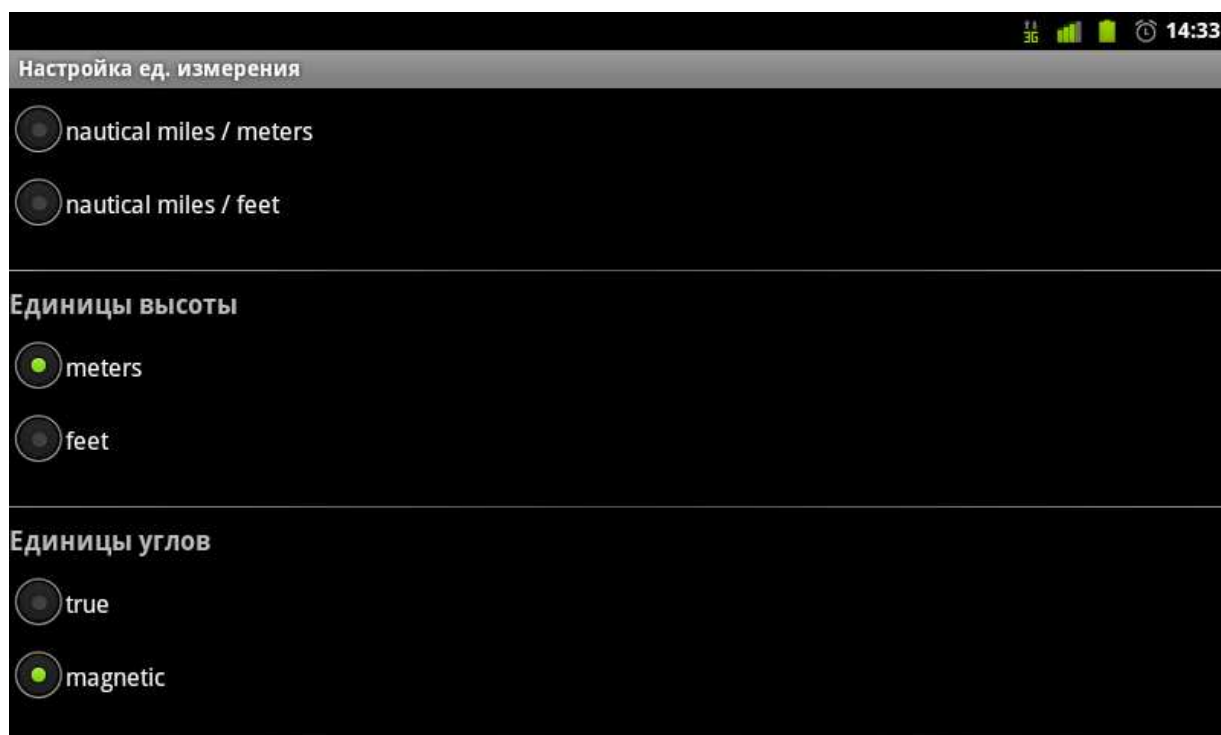 3G 14:33
Настройка ед. измерения
nautical miles / meters
nautical miles / feet
Единицы высоты
meters
feet
Единицы углов
true
magnetic